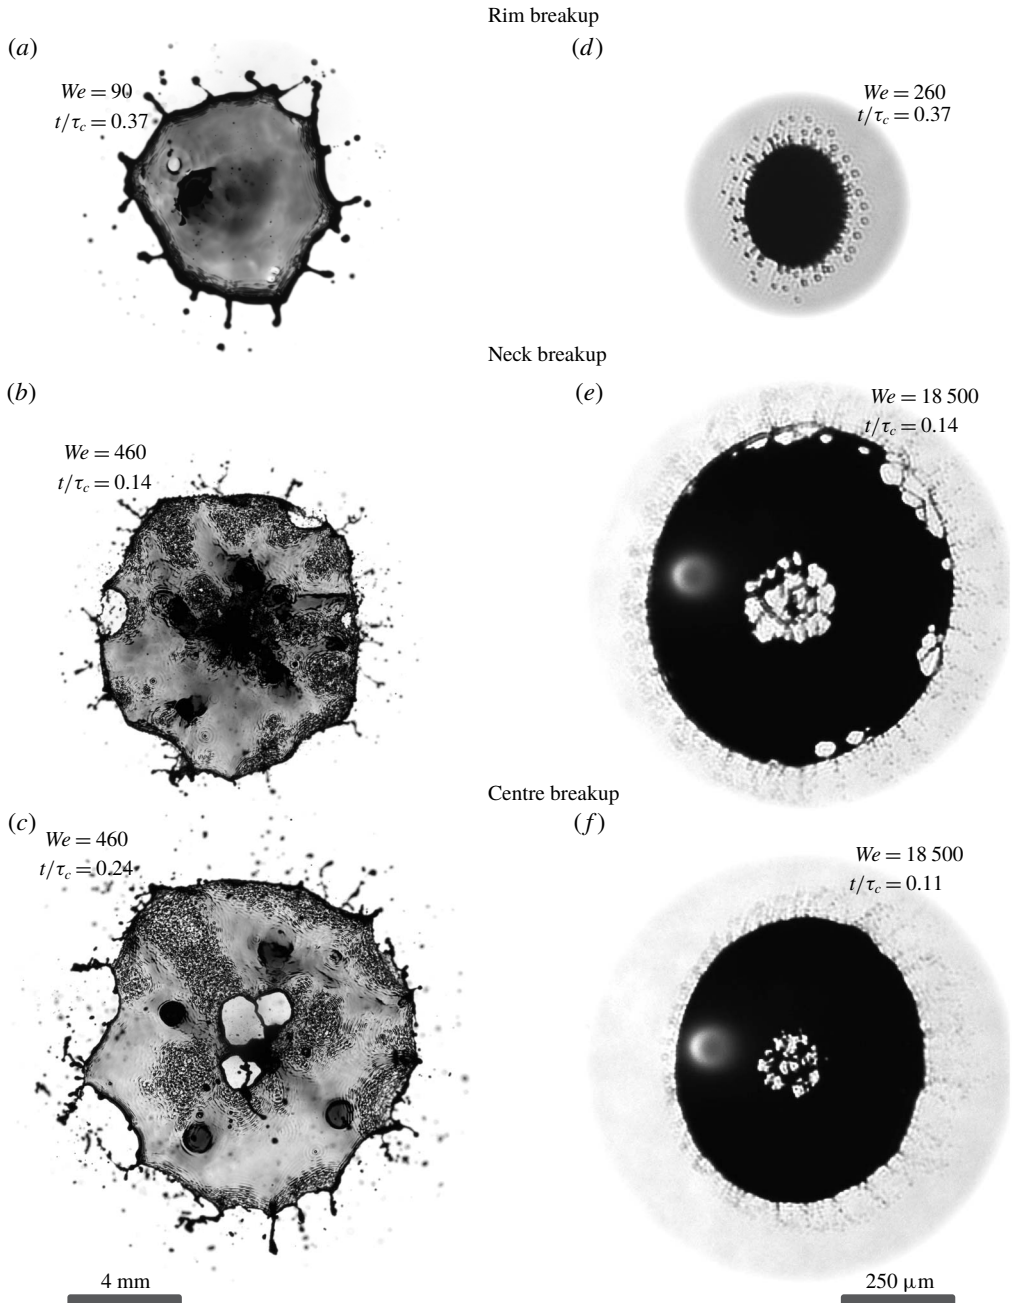 Rim breakup
(a)
We = 90
t/τc = 0.37
(d)
We = 260
t/τc = 0.37
Neck breakup
(b)
We = 460
t/τc = 0.14
(e)
We = 18 500
t/τc = 0.14
Centre breakup
(c)
We = 460
t/τc = 0.24
(f)
We = 18 500
t/τc = 0.11
4 mm
250 μm